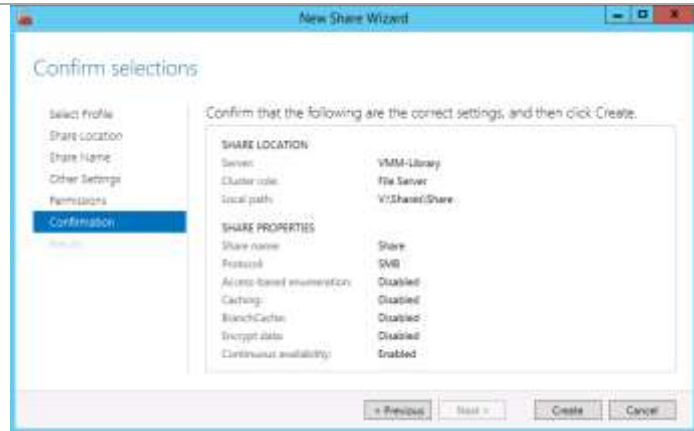 New Share Wizard
Confirm selections
Select Profile
Share Location
Share Name
Other Settings
Permissions
Confirmation
Results
Confirm that the following are the correct settings, and then click Create.
SHARE LOCATION
Server: VMM-Library
Cluster role: File Server
Local path: V:\Shares\Share
SHARE PROPERTIES
Share name: Share
Protocol: SMB
Access-based enumeration: Disabled
Caching: Disabled
BranchCache: Disabled
Encrypt data: Disabled
Continuous availability: Enabled
< Previous Next > Create Cancel